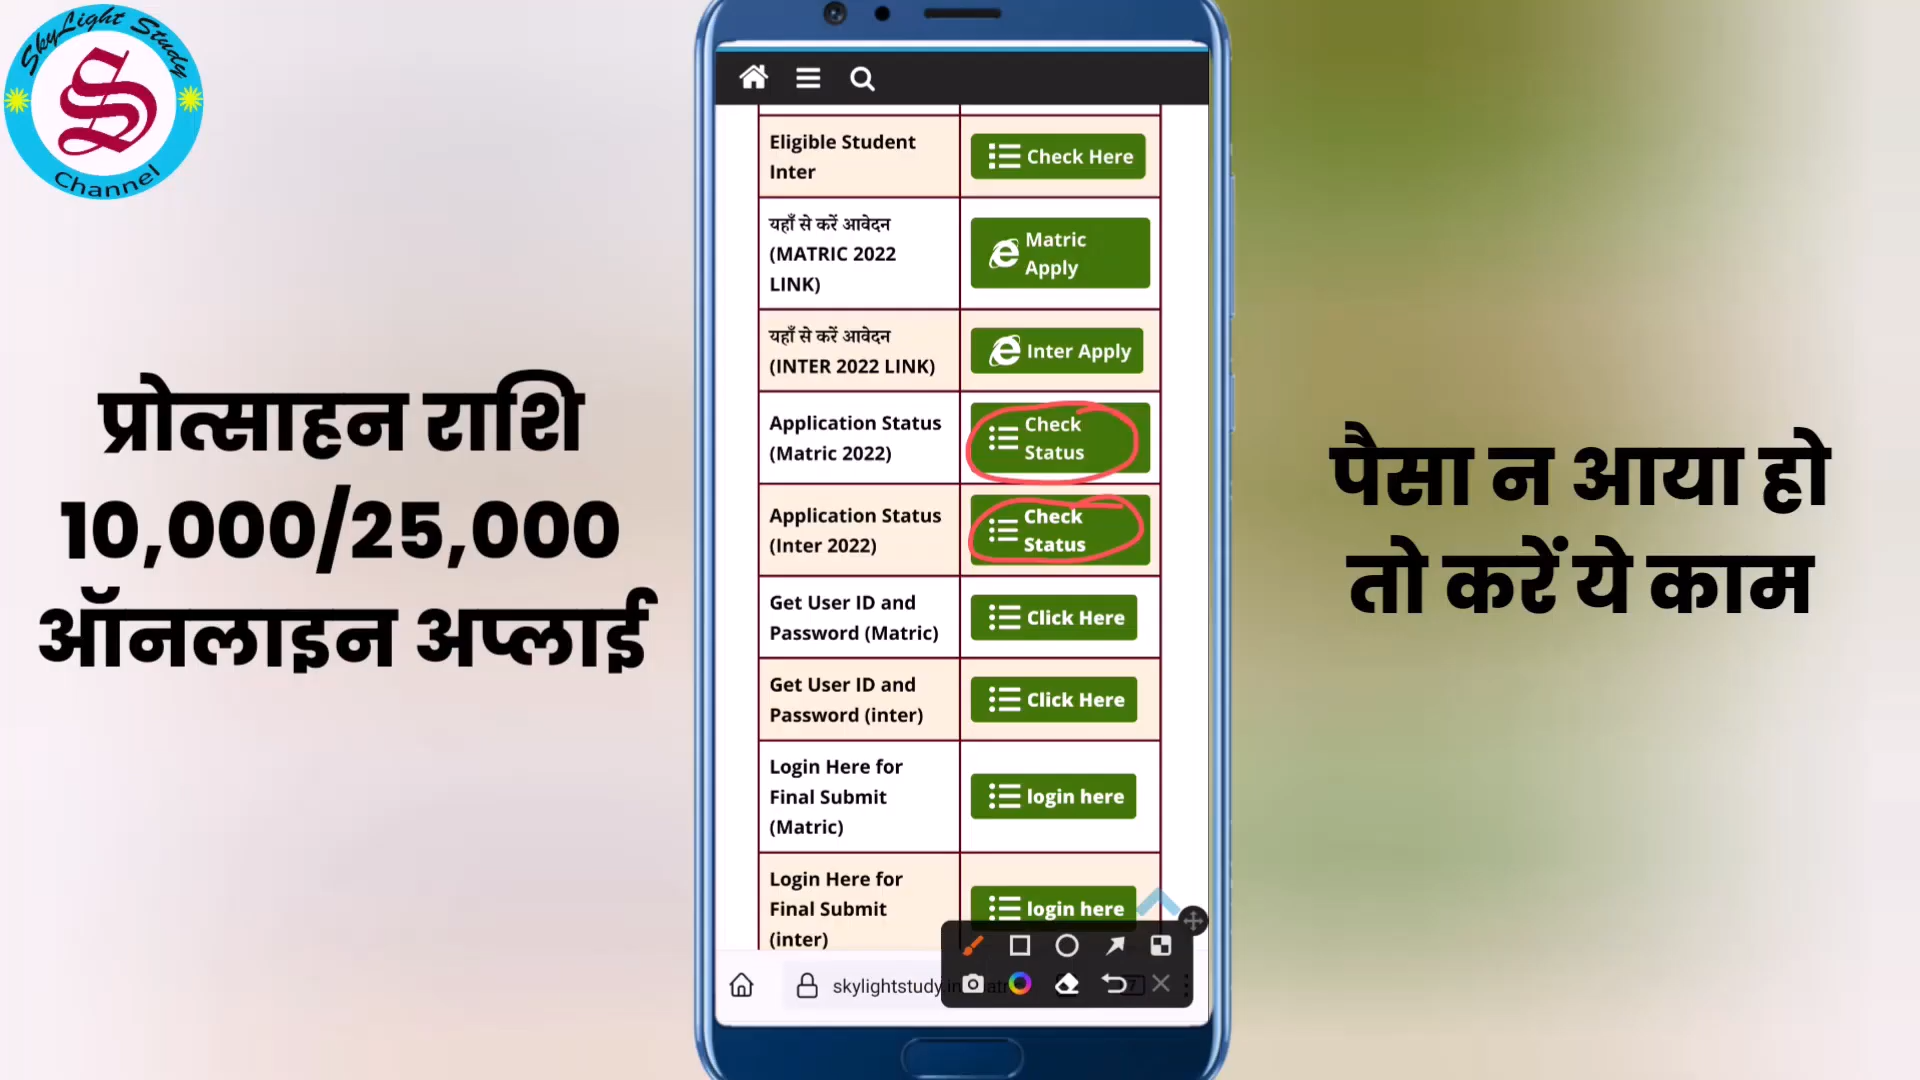 SkyLight Study
S
Channel
प्रोत्साहन राशि
10,000/25,000
ऑनलाइन अप्लाई
Eligible Student
Inter
Check Here
यहाँ से करें आवेदन
(MATRIC 2022
LINK)
Matric
Apply
यहाँ से करें आवेदन
(INTER 2022 LINK)
Inter Apply
Application Status
(Matric 2022)
Check
Status
Application Status
(Inter 2022)
Check
Status
Get User ID and
Password (Matric)
Click Here
Get User ID and
Password (inter)
Click Here
Login Here for
Final Submit
(Matric)
login here
Login Here for
Final Submit
(inter)
login here
skylightstudy.in
पैसा न आया हो
तो करें ये काम